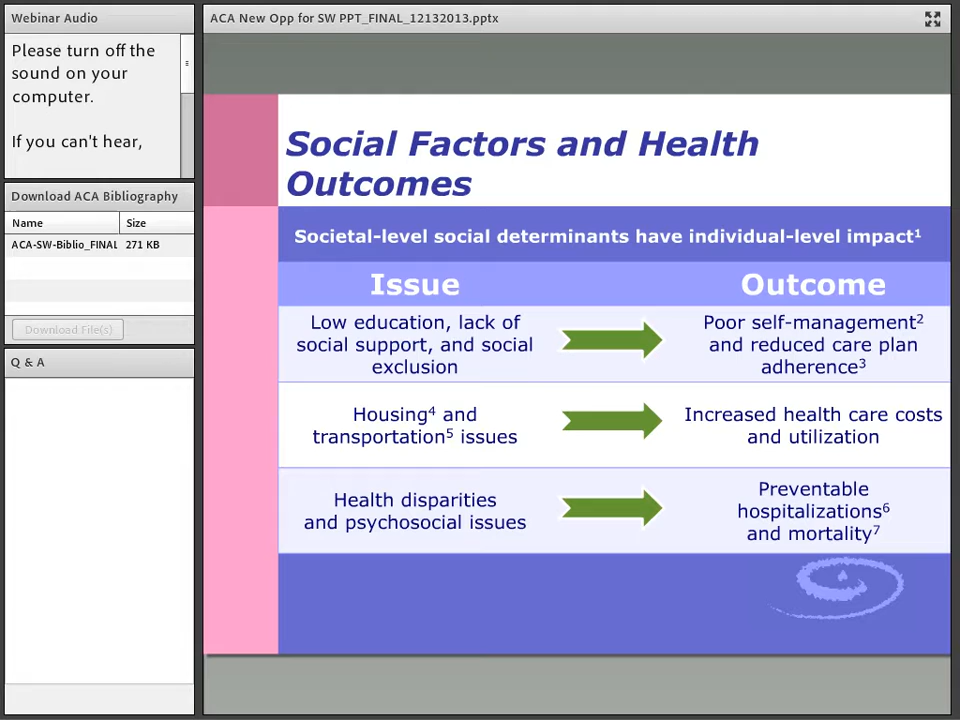 Webinar Audio
Please turn off the
sound on your
computer.
If you can't hear,
Download ACA Bibliography
Name Size
ACA-SW-Biblio_FINAL 271 KB
Download File(s)
Q & A
ACA New Opp for SW PPT_FINAL_12132013.pptx
Social Factors and Health
Outcomes
Societal-level social determinants have individual-level impact¹
Issue Outcome
Low education, lack of
social support, and social
exclusion
Poor self-management²
and reduced care plan
adherence³
Housing⁴ and
transportation⁵ issues
Increased health care costs
and utilization
Health disparities
and psychosocial issues
Preventable
hospitalizations⁶
and mortality⁷